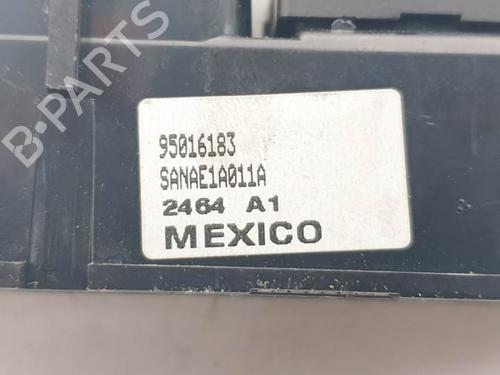 B-PARTS
95016183
SANAE1A011A
2464 A1
MEXICO